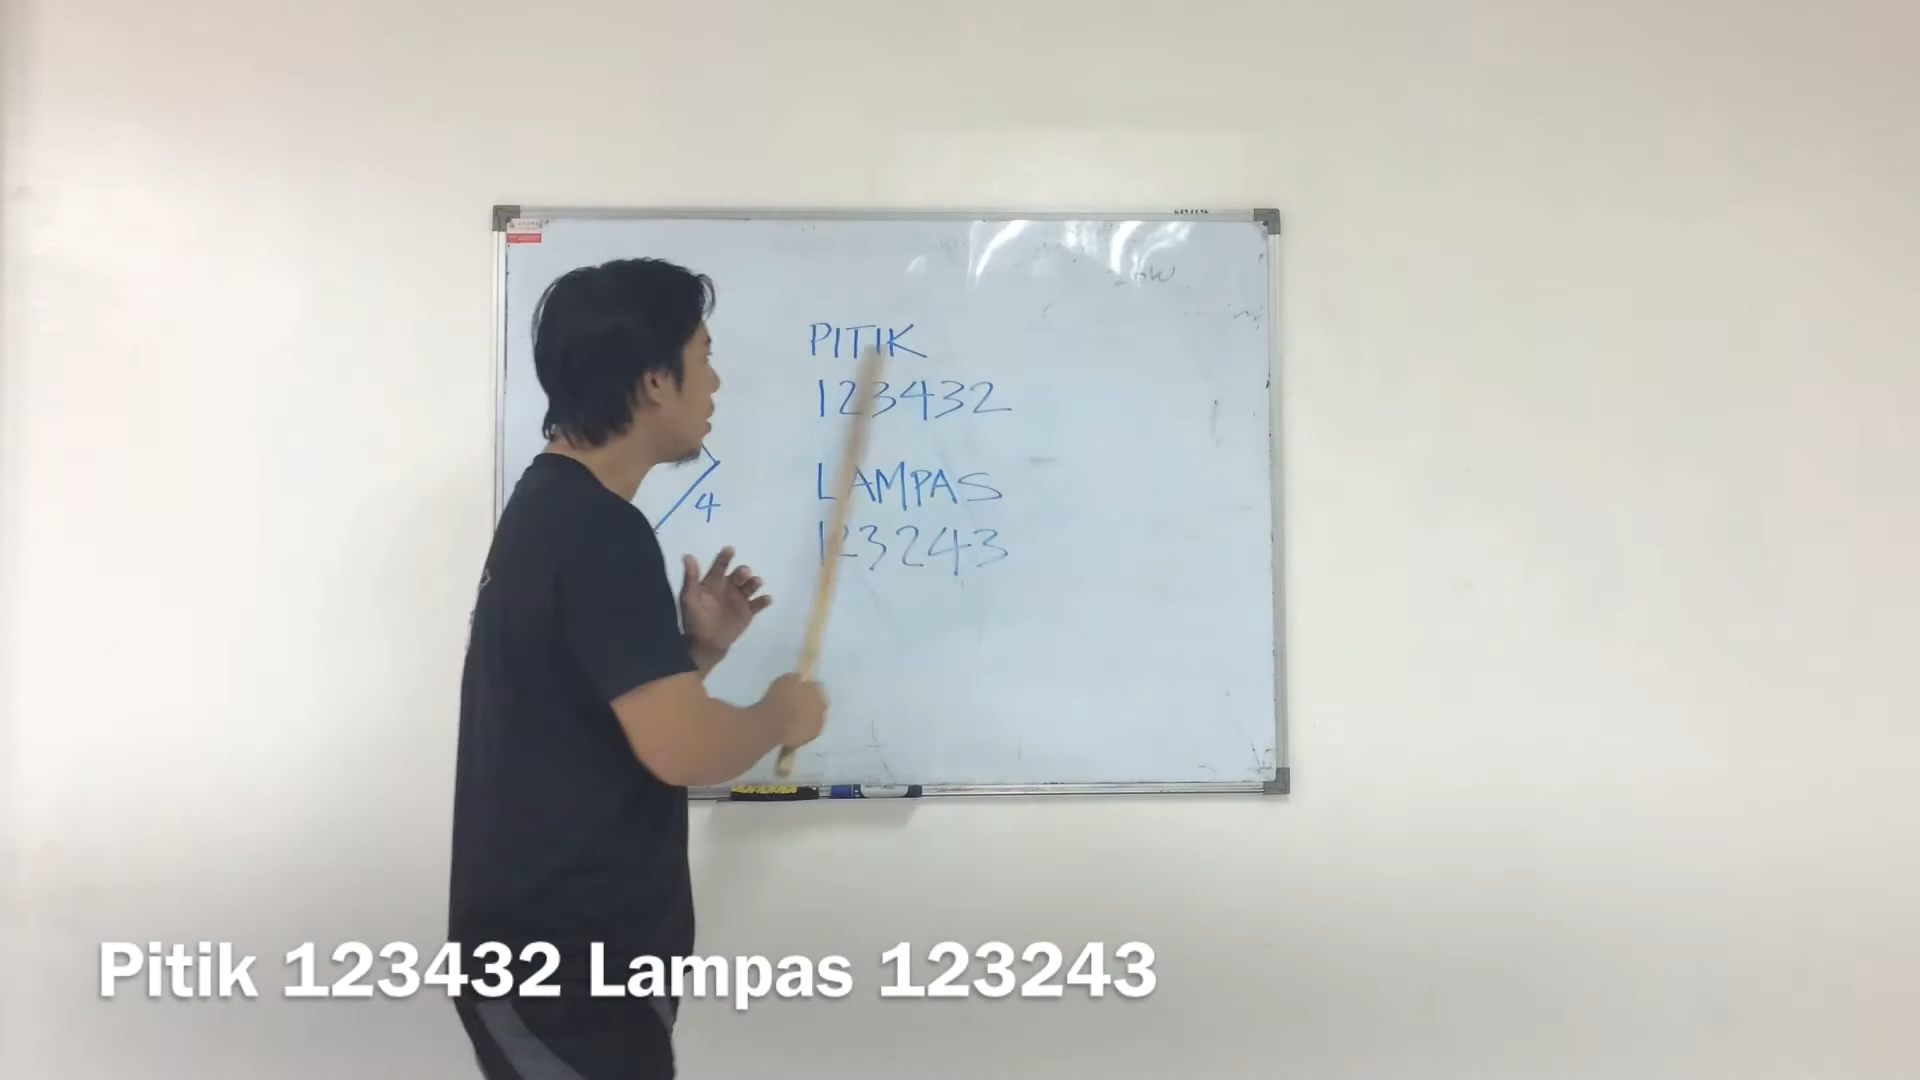 PITIK
123432
LAMPAS
123243
4
Pitik 123432 Lampas 123243